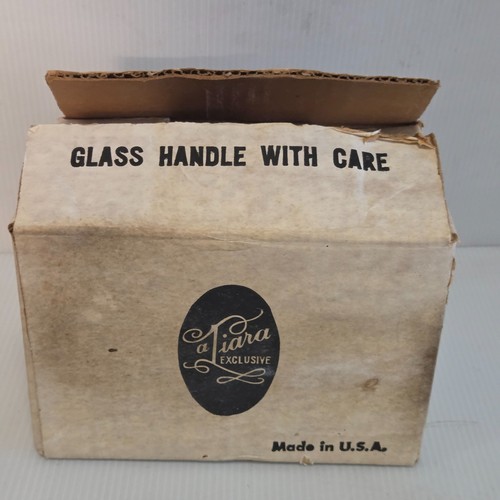 GLASS HANDLE WITH CARE
a Tiara
EXCLUSIVE
Made in U.S.A.